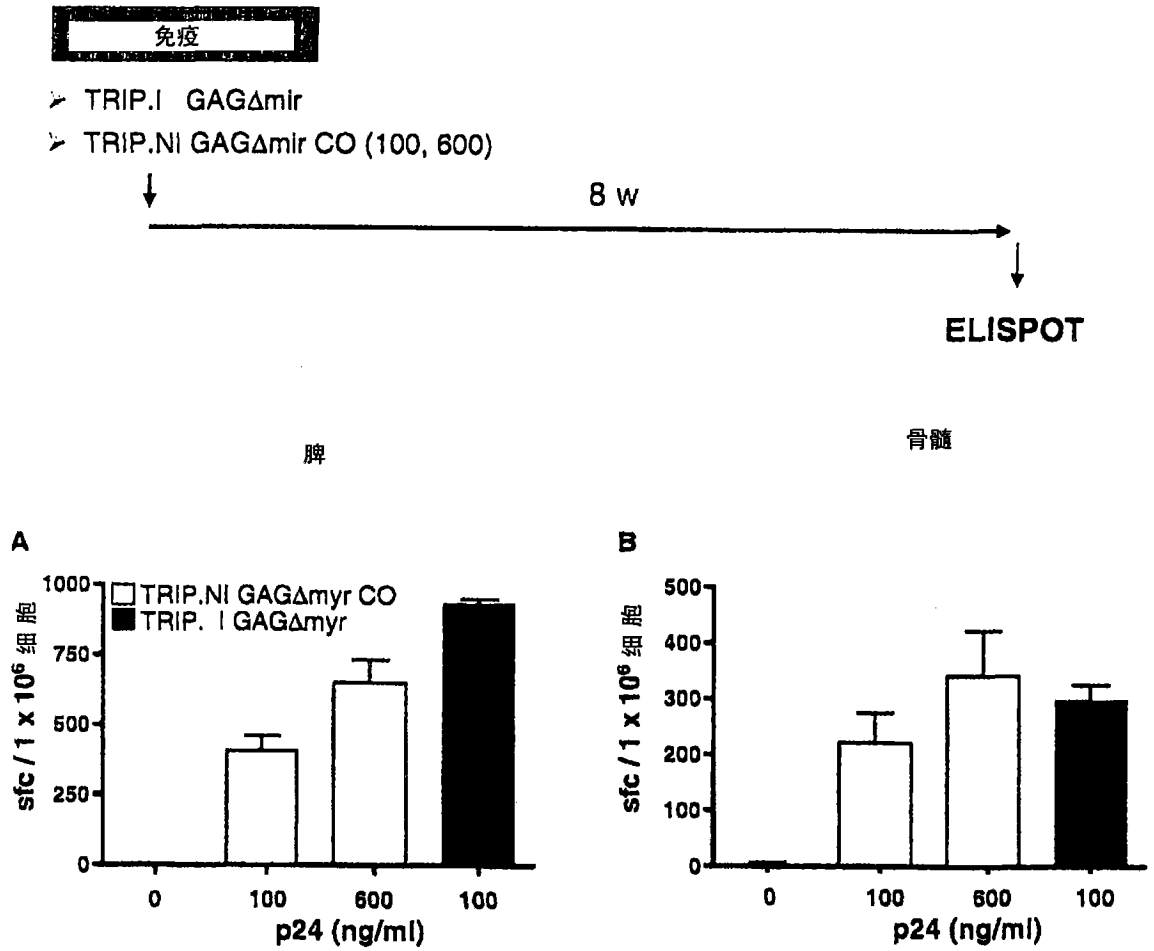 免疫
➢ TRIP.I GAGΔmir
➢ TRIP.NI GAGΔmir CO (100, 600)
8 w
ELISPOT
脾
骨髓
A
TRIP.NI GAGΔmyr CO
TRIP. I GAGΔmyr
sfc / 1 x 10⁶ 细胞
1000
750
500
250
0
0 100 600 100
p24 (ng/ml)
B
sfc / 1 x 10⁶ 细胞
500
400
300
200
100
0
0 100 600 100
p24 (ng/ml)